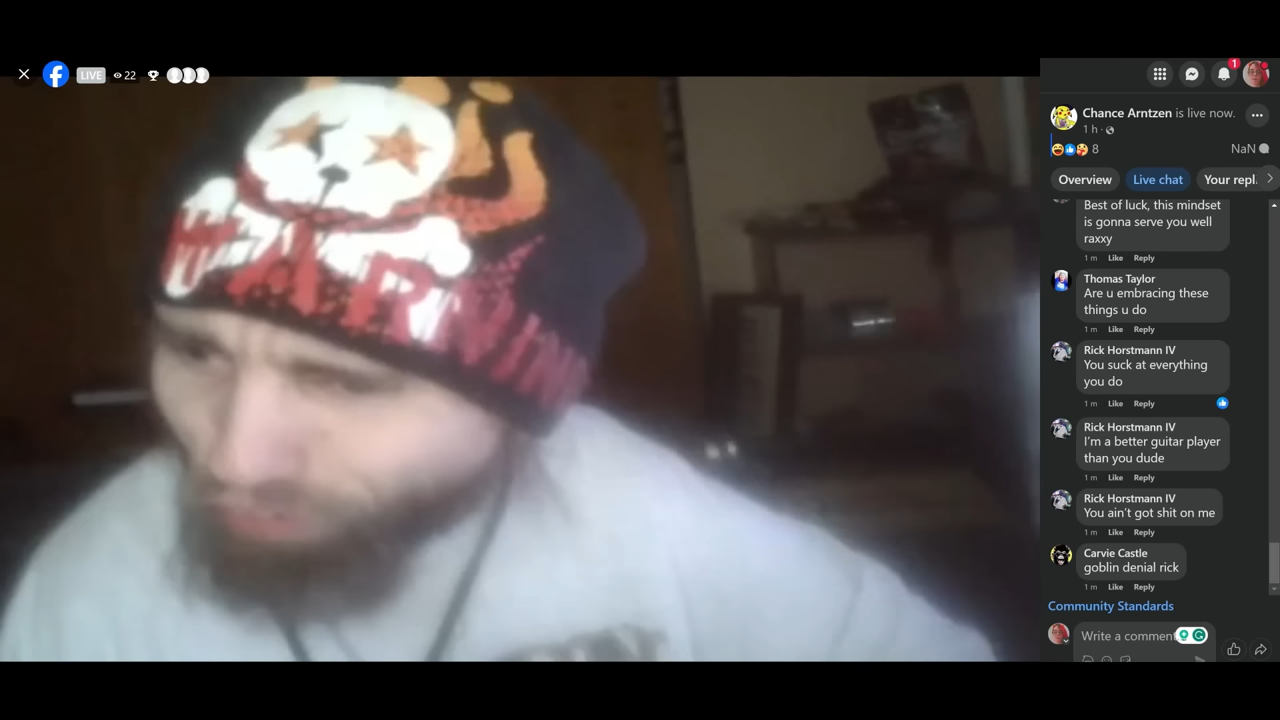 LIVE
22
1
Chance Arntzen is live now.
1 h
8
NaN
Overview
Live chat
Your repl
Best of luck, this mindset
is gonna serve you well
raxxy
1 m Like Reply
Thomas Taylor
Are u embracing these
things u do
1 m Like Reply
Rick Horstmann IV
You suck at everything
you do
1 m Like Reply
Rick Horstmann IV
I'm a better guitar player
than you dude
1 m Like Reply
Rick Horstmann IV
You ain't got shit on me
1 m Like Reply
Carvie Castle
goblin denial rick
1 m Like Reply
Community Standards
Write a comment